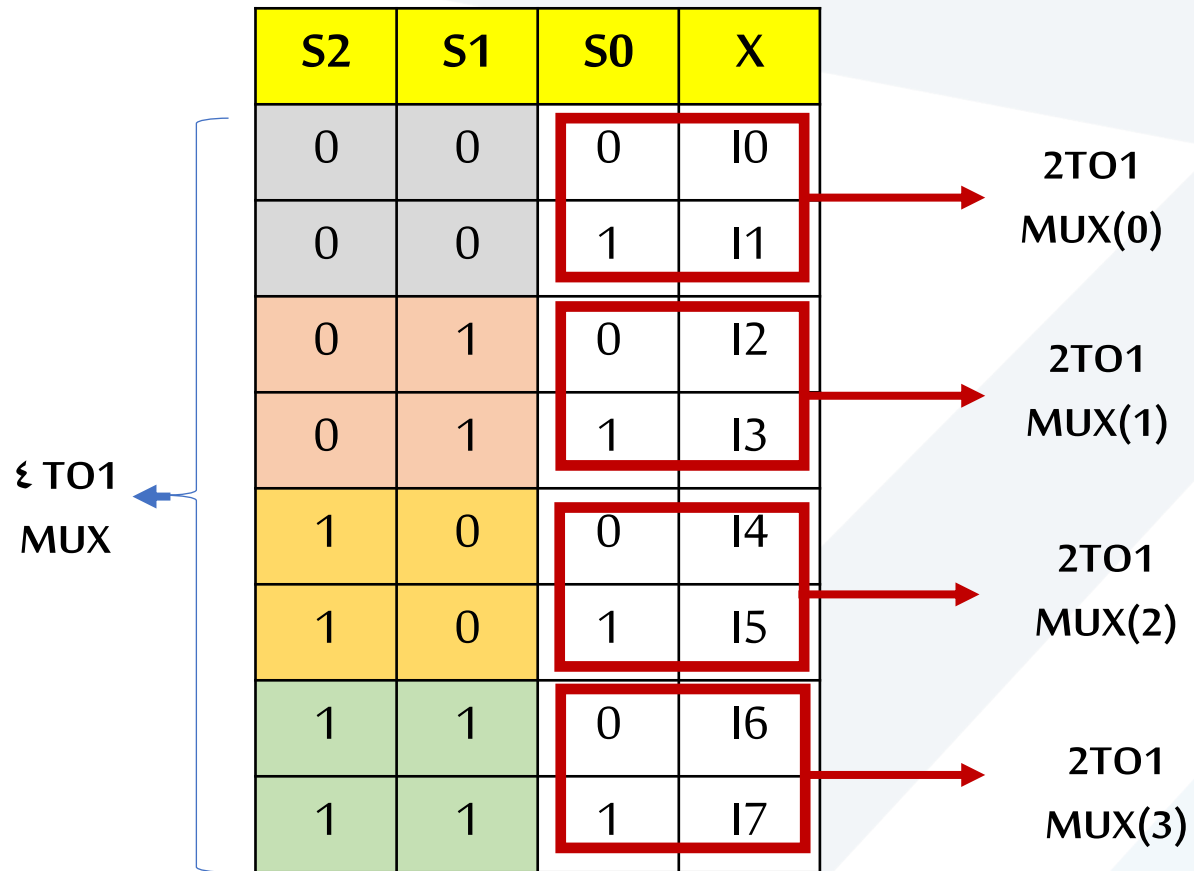 S2 S1 S0 X
0 0 0 I0
0 0 1 I1
0 1 0 I2
0 1 1 I3
1 0 0 I4
1 0 1 I5
1 1 0 I6
1 1 1 I7
٤ TO1
MUX
2TO1
MUX(0)
2TO1
MUX(1)
2TO1
MUX(2)
2TO1
MUX(3)